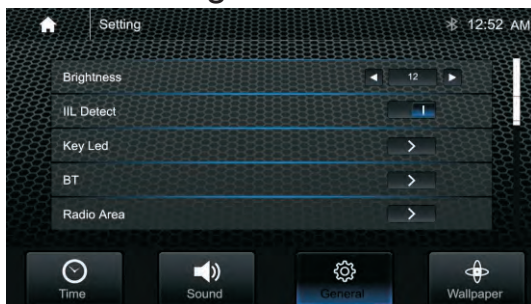 Setting
12:52 AM
Brightness 12
IIL Detect
Key Led
BT
Radio Area
Time Sound General Wallpaper